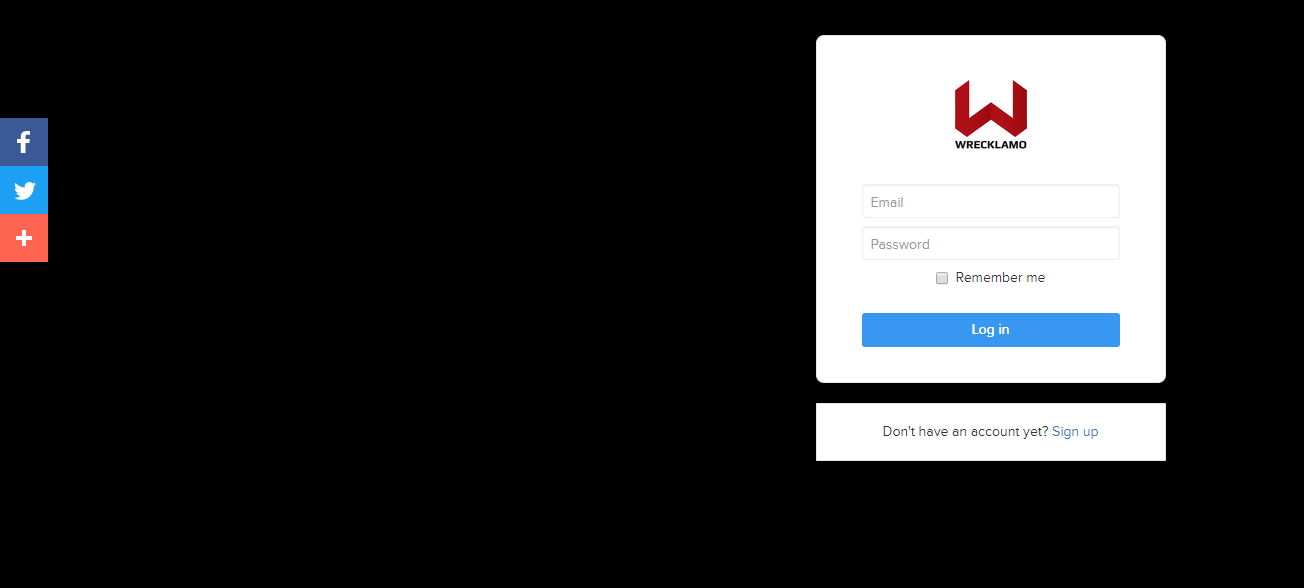 WRECKLAMO
Email
Password
Remember me
Log in
Don't have an account yet? Sign up